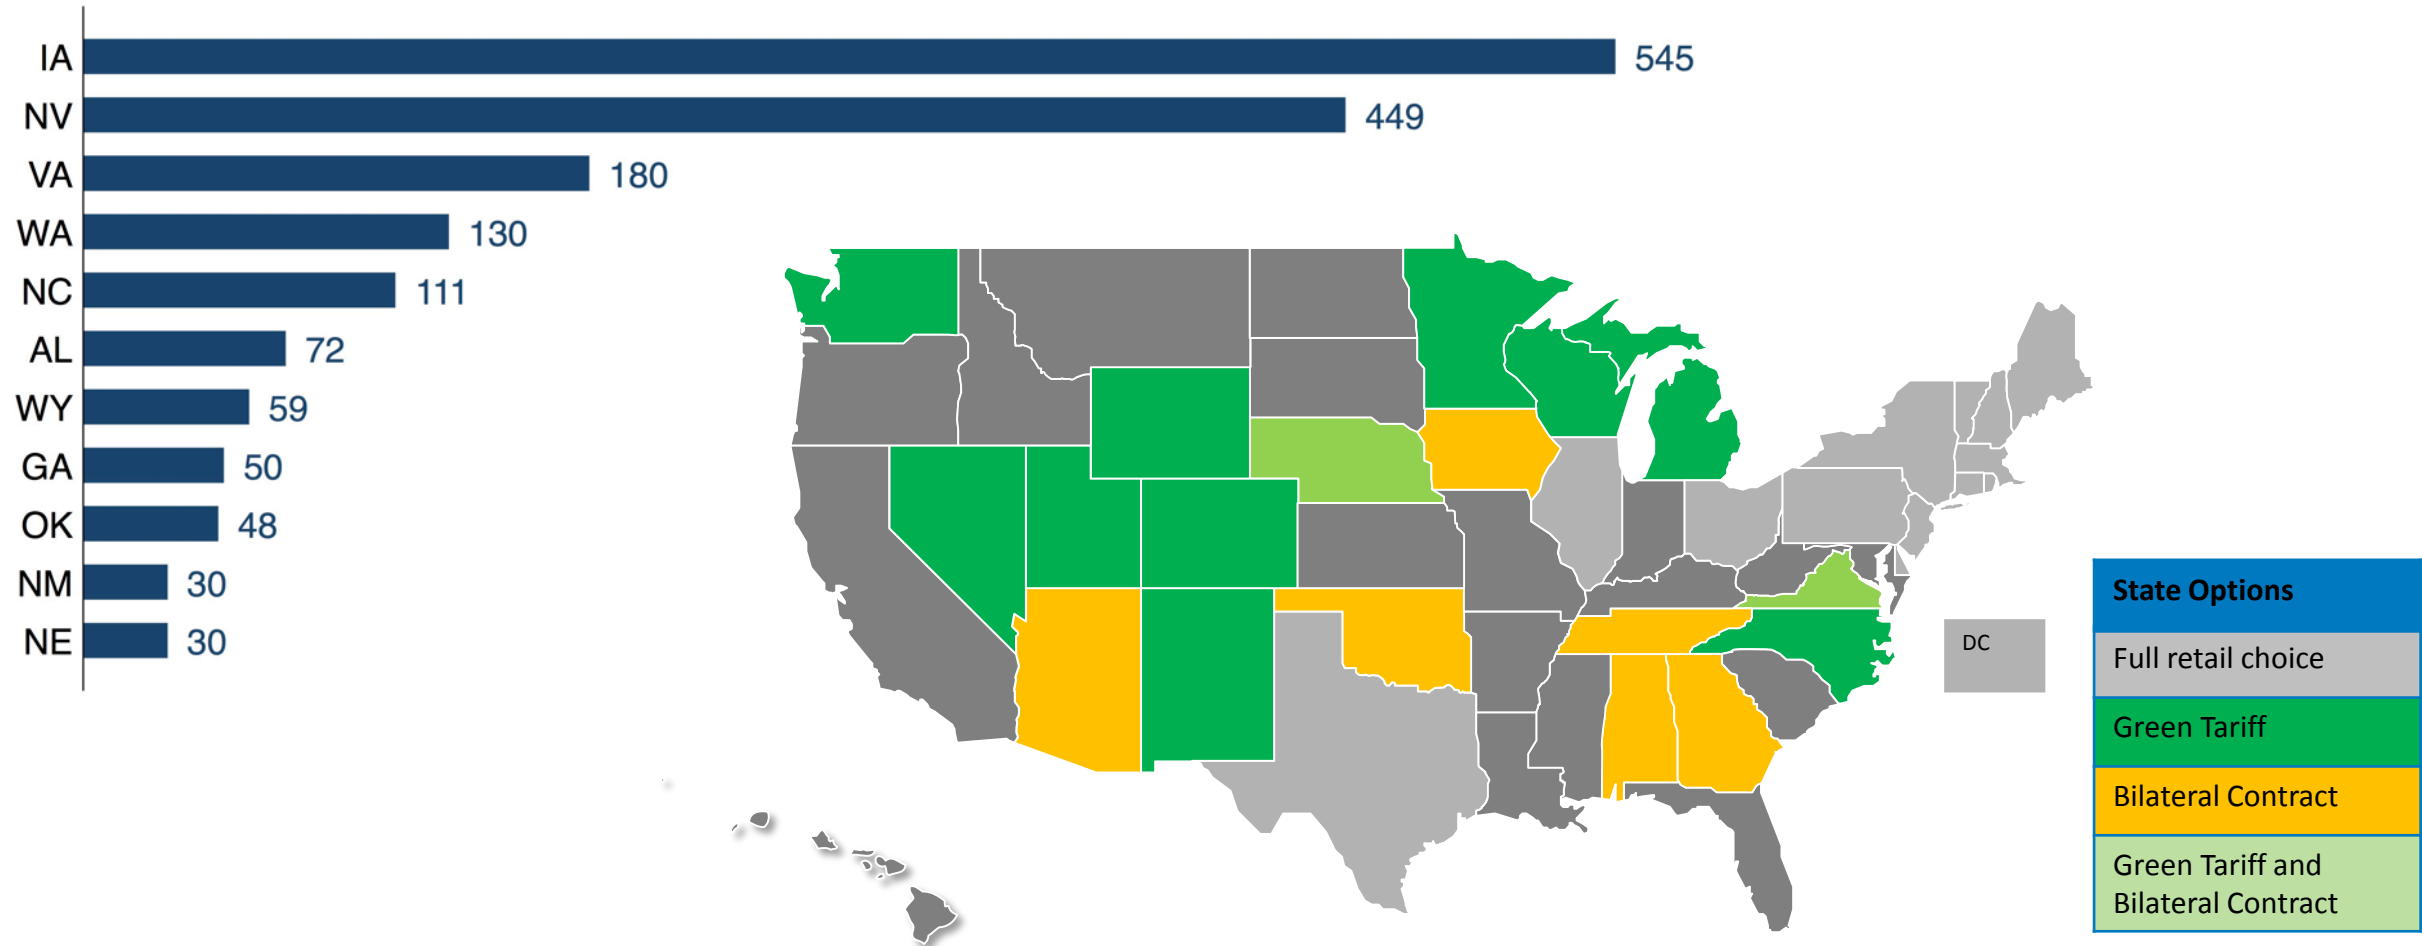 IA 545
NV 449
VA 180
WA 130
NC 111
AL 72
WY 59
GA 50
OK 48
NM 30
NE 30
DC
State Options
Full retail choice
Green Tariff
Bilateral Contract
Green Tariff and
Bilateral Contract